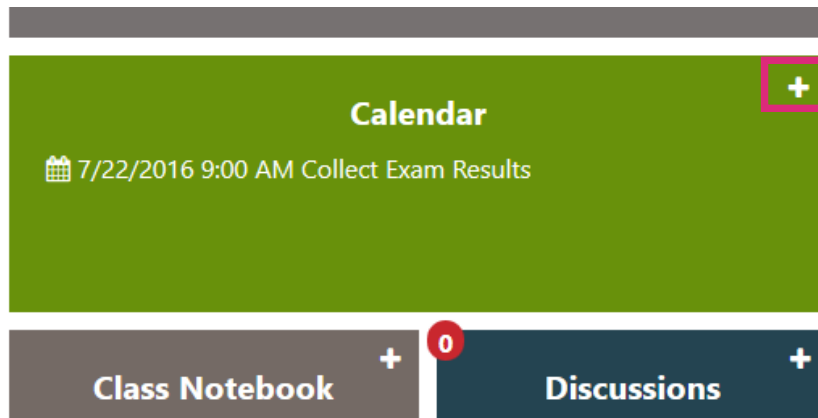 Calendar
7/22/2016 9:00 AM Collect Exam Results
0
Class Notebook
Discussions